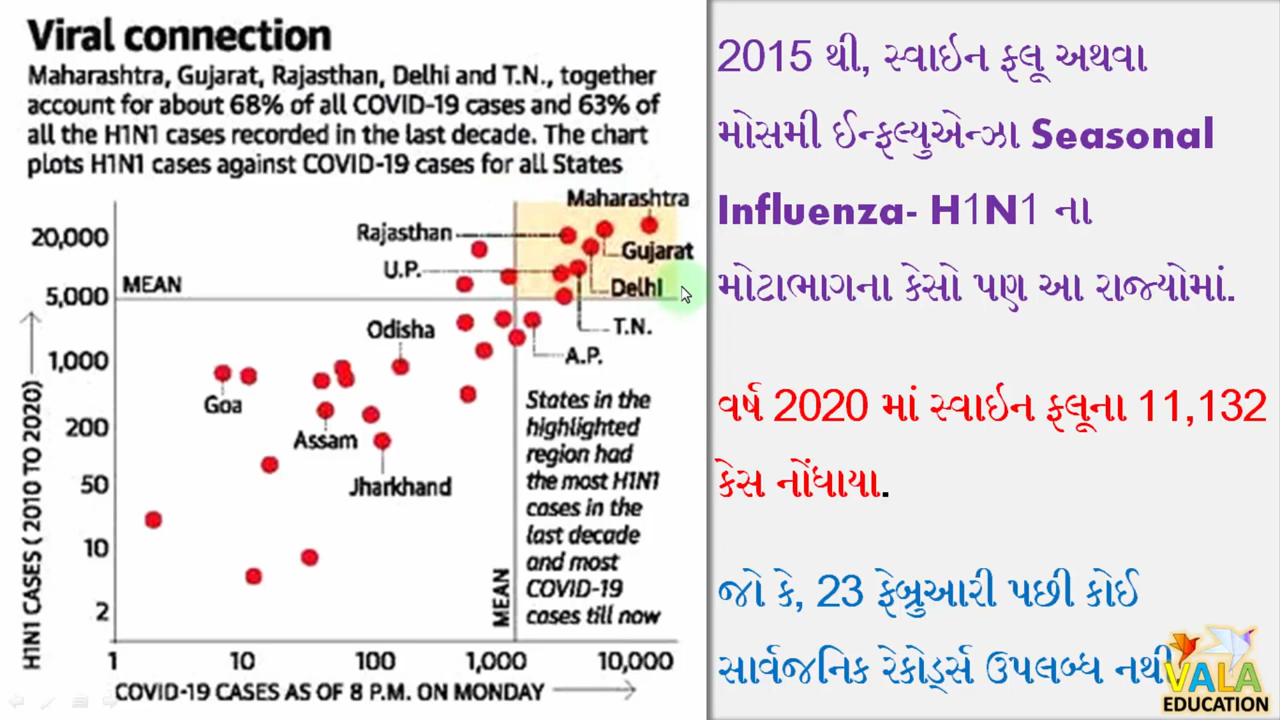 Viral connection
Maharashtra, Gujarat, Rajasthan, Delhi and T.N., together
account for about 68% of all COVID-19 cases and 63% of
all the H1N1 cases recorded in the last decade. The chart
plots H1N1 cases against COVID-19 cases for all States
Maharashtra
20,000
Rajasthan
Gujarat
U.P.
MEAN
Delhi
5,000
Odisha
T.N.
1,000
A.P.
Goa
200
Assam
50
Jharkhand
10
2
H1N1 CASES (2010 TO 2020)
States in the
highlighted
region had
the most H1N1
cases in the
last decade
and most
COVID-19
cases till now
MEAN
1 10 100 1,000 10,000
COVID-19 CASES AS OF 8 P.M. ON MONDAY
2015 થી, સ્વાઇન ફ્લૂ અથવા
મોસમી ઈન્ફ્લ્યુએન્ઝા Seasonal
Influenza- H1N1 ના
મોટાભાગના કેસો પણ આ રાજ્યોમાં.
વર્ષ 2020 માં સ્વાઇન ફ્લૂના 11,132
કેસ નોંધાયા.
જો કે, 23 ફેબ્રુઆરી પછી કોઈ
સાર્વજનિક રેકોર્ડ્સ ઉપલબ્ધ નથી
VALA
EDUCATION